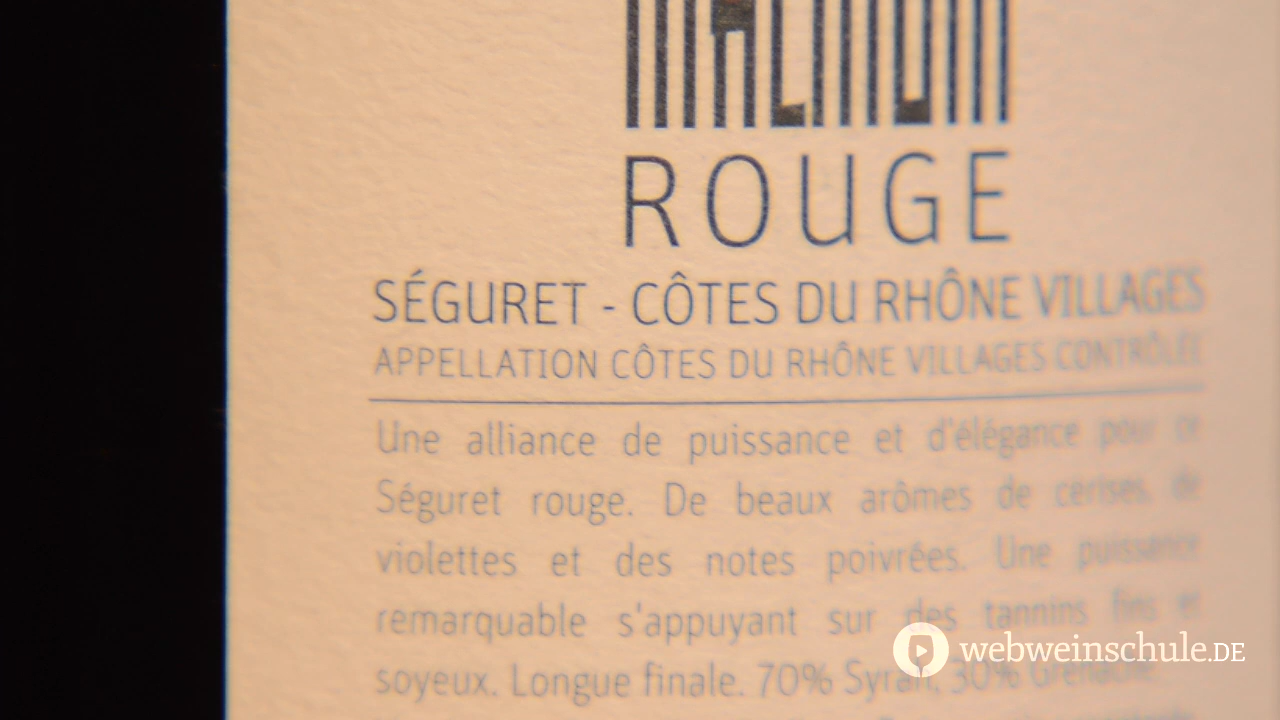 ROUGE
SÉGURET - CÔTES DU RHÔNE VILLAGES
APPELLATION CÔTES DU RHÔNE VILLAGES CONTRÔLÉE
Une alliance de puissance et d'élégance pour ce
Séguret rouge. De beaux arômes de cerises, de
violettes et des notes poivrées. Une puissance
remarquable s'appuyant sur des tannins fins et
soyeux. Longue finale. 70% Syrah, 30% Grenache.
webweinschule.DE